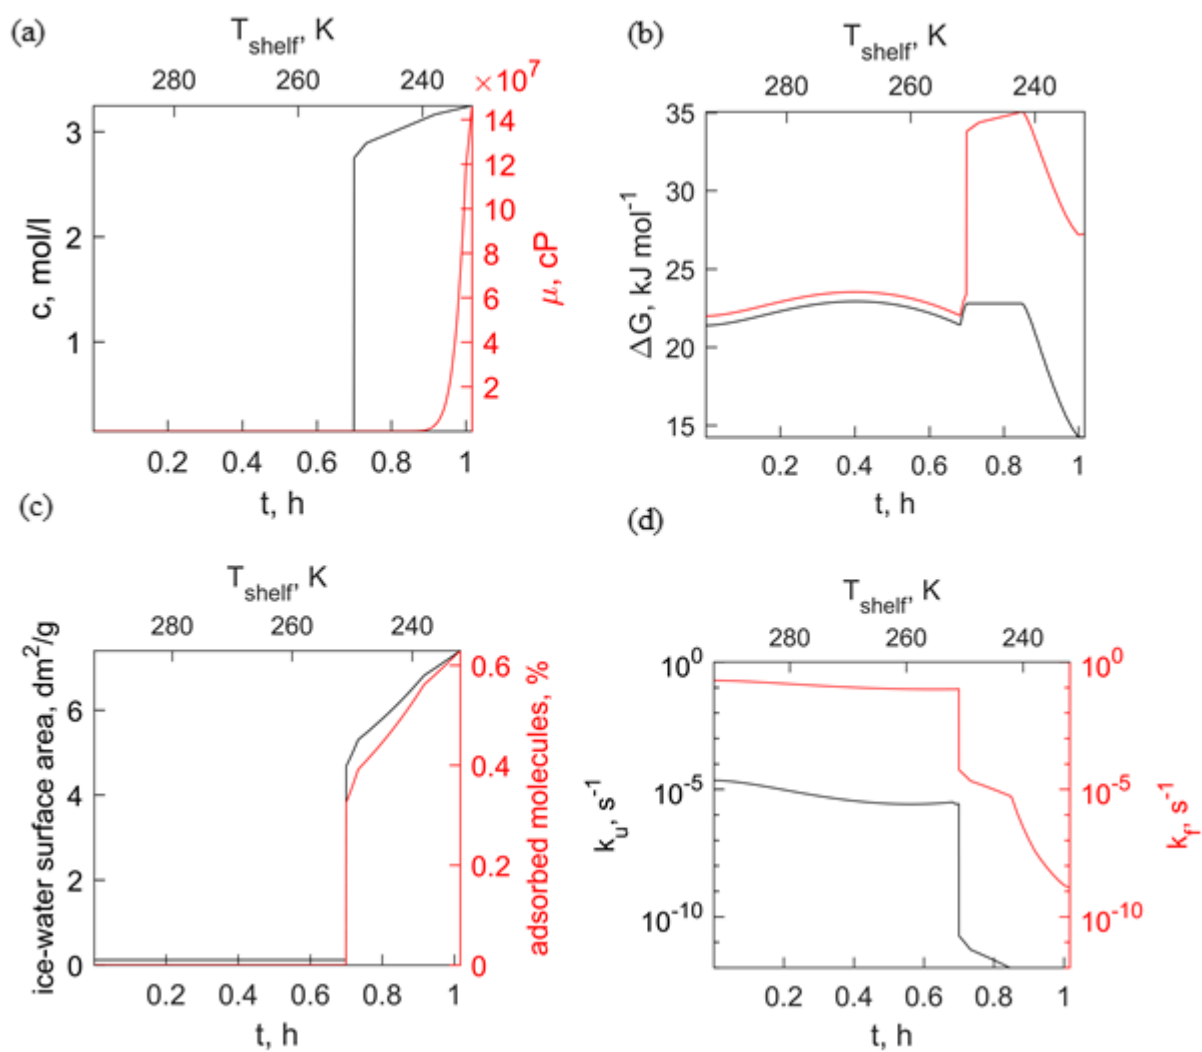 (a)
T_shelf, K
280 260 240
×10^7
c, mol/l
3
2
1
14
12
10
8
6
4
2
μ, cP
0.2 0.4 0.6 0.8 1
t, h
(b)
T_shelf, K
280 260 240
ΔG, kJ mol^-1
35
30
25
20
15
0.2 0.4 0.6 0.8 1
t, h
(c)
T_shelf, K
280 260 240
ice-water surface area, dm^2/g
6
4
2
0
0.6
0.4
0.2
0
adsorbed molecules, %
0.2 0.4 0.6 0.8 1
t, h
(d)
T_shelf, K
280 260 240
k_u, s^-1
10^0
10^-5
10^-10
10^0
10^-5
10^-10
k_f, s^-1
0.2 0.4 0.6 0.8 1
t, h